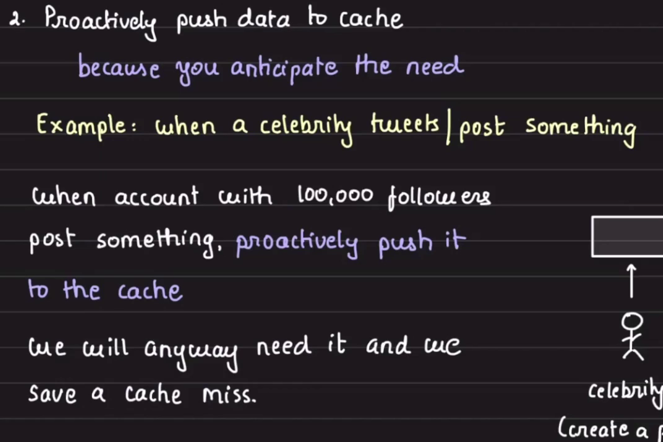 2. Proactively push data to cache
because you anticipate the need
Example: when a celebrity tweets | post something
when account with 100,000 followers
post something, proactively push it
to the cache
we will anyway need it and we
save a cache miss.
celebrity
(create a